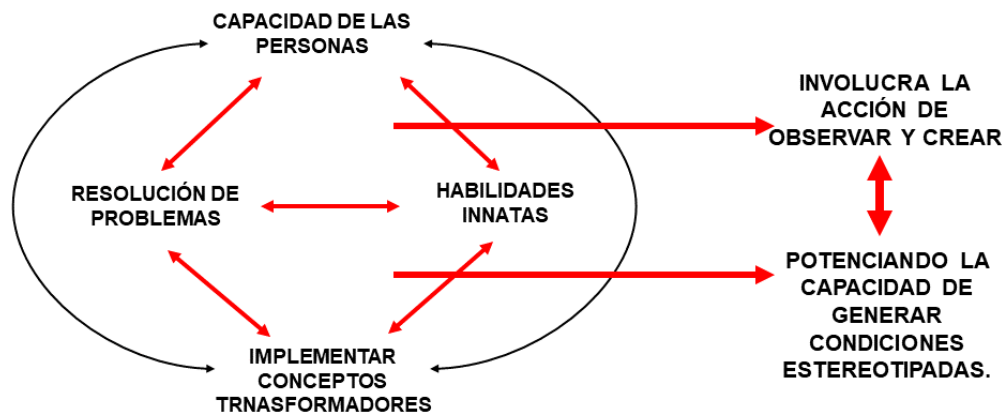 CAPACIDAD DE LAS
PERSONAS
INVOLUCRA LA
ACCIÓN DE
OBSERVAR Y CREAR
RESOLUCIÓN DE
PROBLEMAS
HABILIDADES
INNATAS
POTENCIANDO LA
CAPACIDAD DE
GENERAR
CONDICIONES
ESTEREOTIPADAS.
IMPLEMENTAR
CONCEPTOS
TRNASFORMADORES